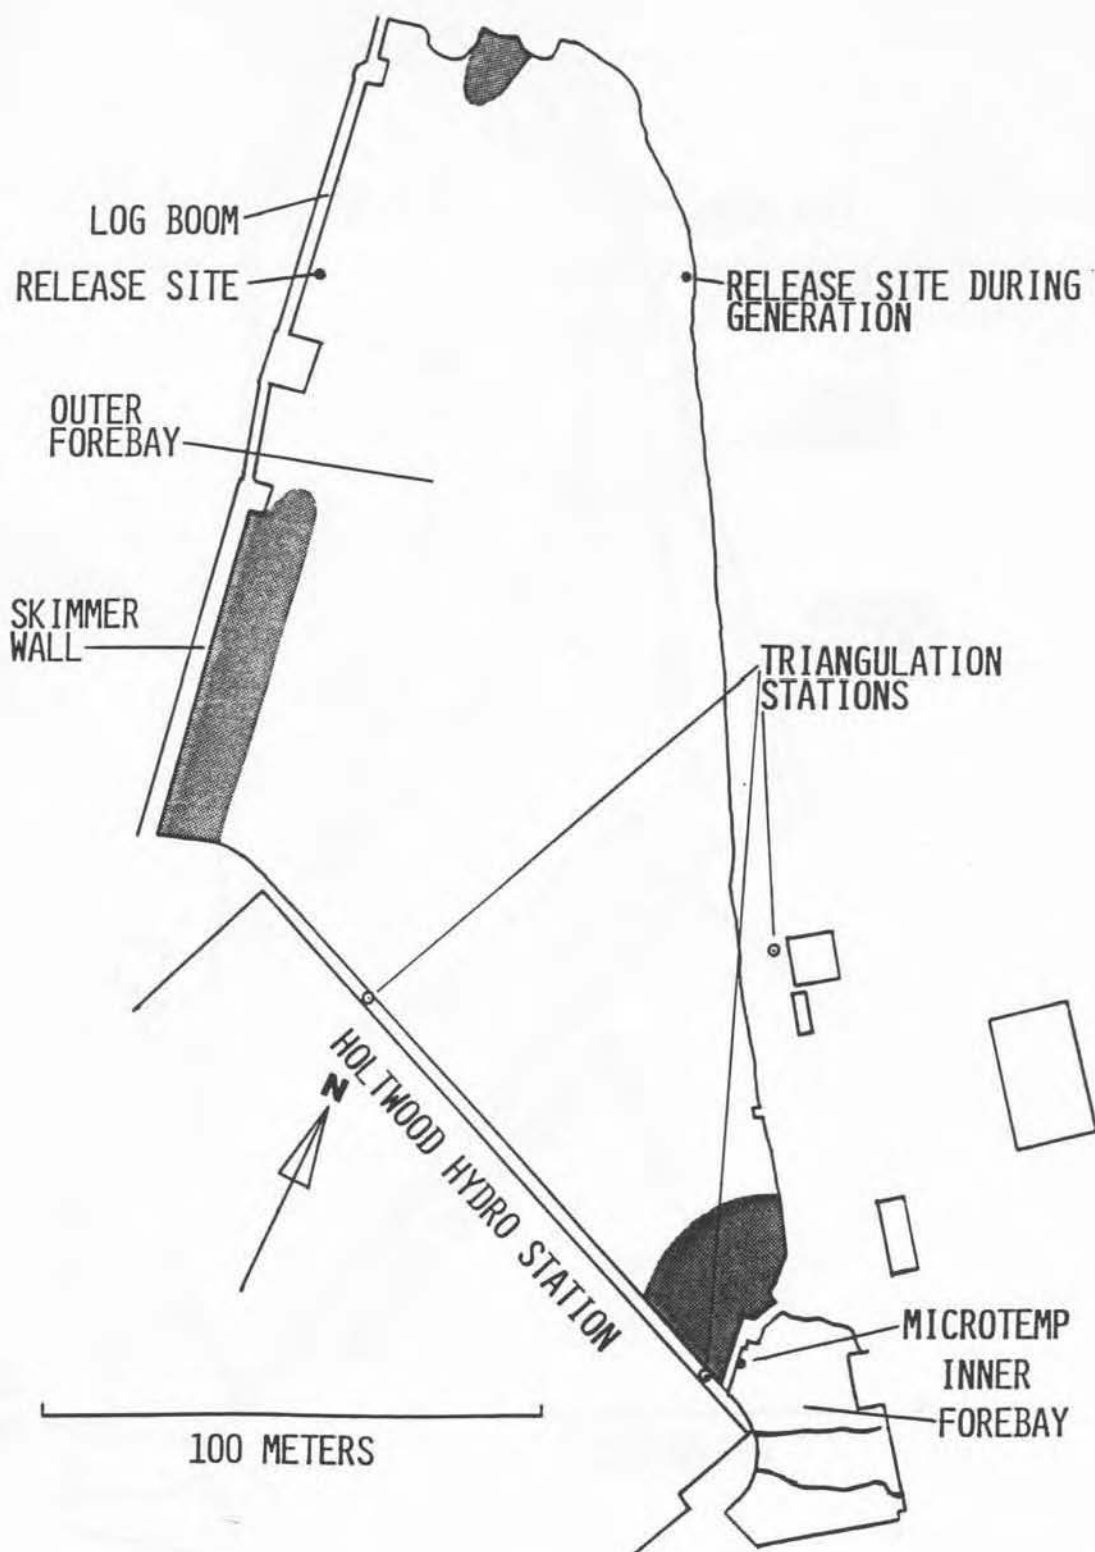 LOG BOOM
RELEASE SITE
RELEASE SITE DURING
GENERATION
OUTER
FOREBAY
SKIMMER
WALL
TRIANGULATION
STATIONS
HOLTWOOD HYDRO STATION
N
MICROTEMP
INNER
FOREBAY
100 METERS